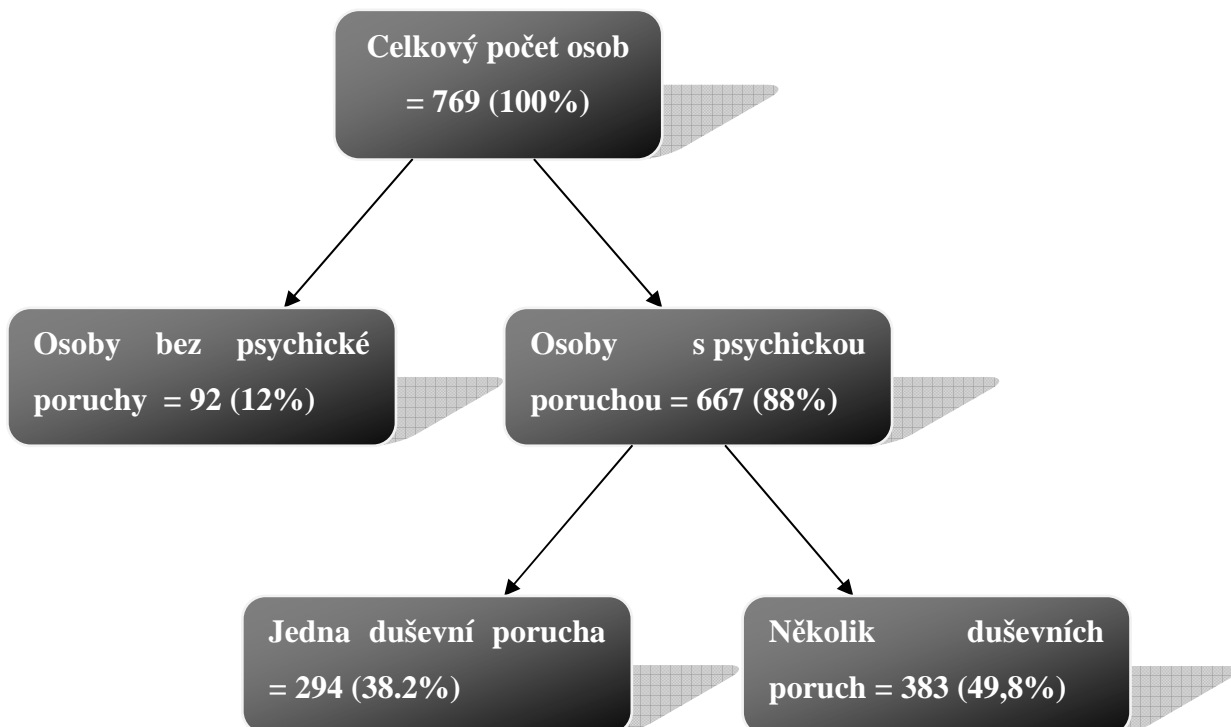 Celkový počet osob
= 769 (100%)
Osoby bez psychické
poruchy = 92 (12%)
Osoby s psychickou
poruchou = 667 (88%)
Jedna duševní porucha
= 294 (38.2%)
Několik duševních
poruch = 383 (49,8%)